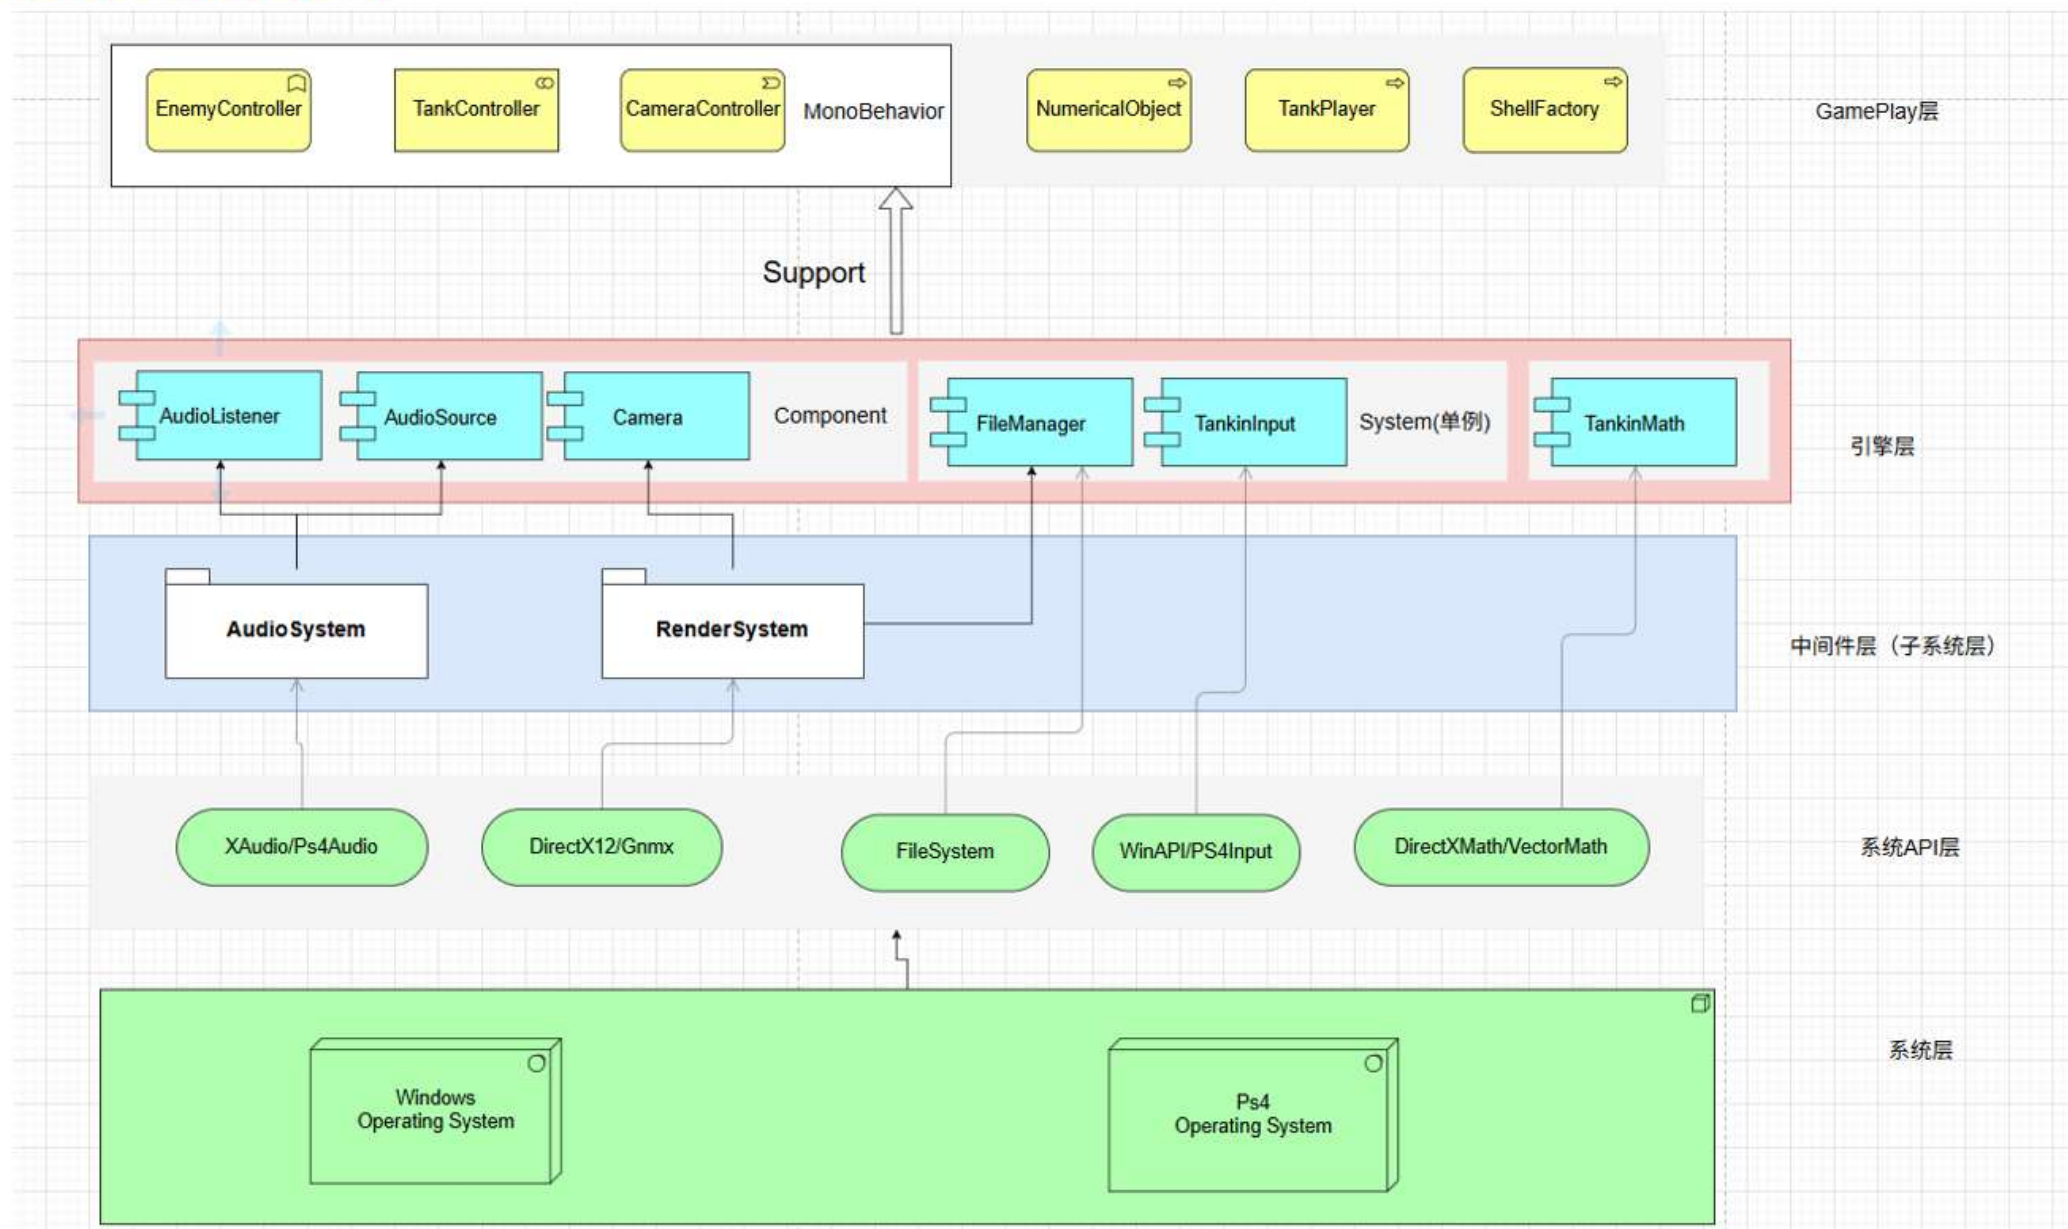 EnemyController
TankController
CameraController
MonoBehavior
NumericalObject
TankPlayer
ShellFactory
GamePlay层
Support
AudioListener
AudioSource
Camera
Component
FileManager
TankinInput
System(单例)
TankinMath
引擎层
AudioSystem
RenderSystem
中间件层（子系统层）
XAudio/Ps4Audio
DirectX12/Gnmx
FileSystem
WinAPI/PS4Input
DirectXMath/VectorMath
系统API层
Windows
Operating System
Ps4
Operating System
系统层